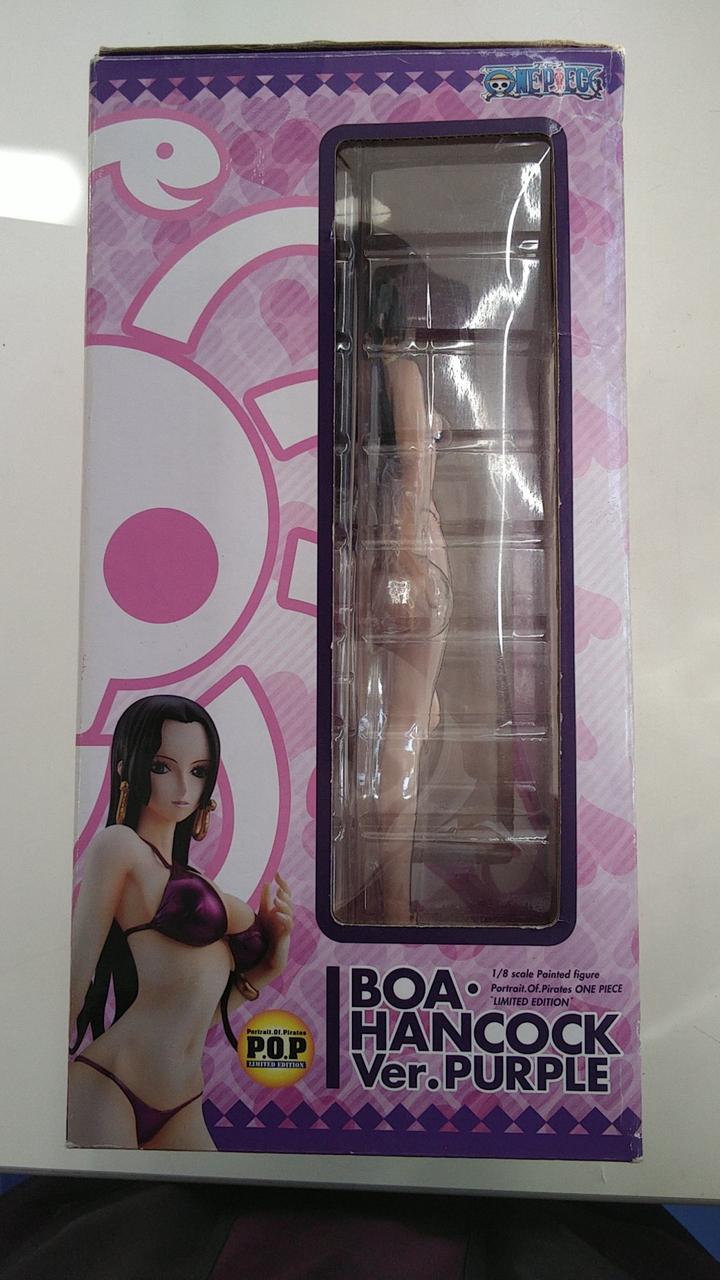 ONE PIECE
1/8 scale Painted figure
Portrait.Of.Pirates ONE PIECE
"LIMITED EDITION"
BOA·
HANCOCK
Ver.PURPLE
Portrait.Of.Pirates
P.O.P
LIMITED EDITION